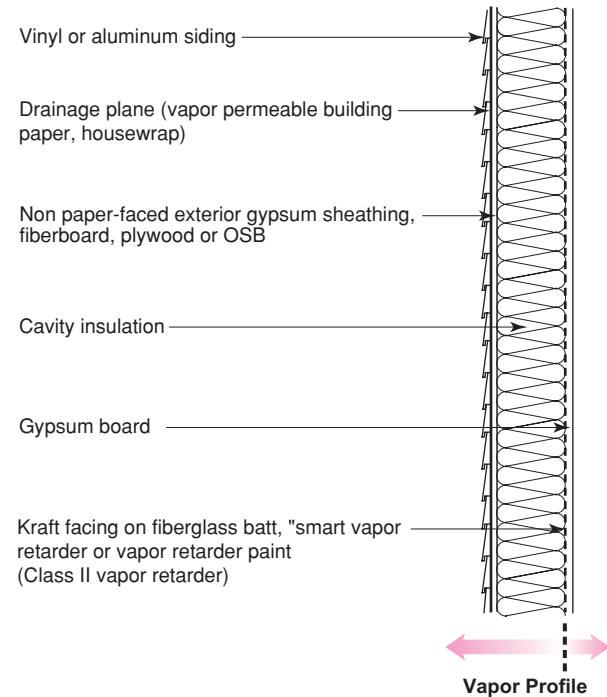 Vinyl or aluminum siding
Drainage plane (vapor permeable building
paper, housewrap)
Non paper-faced exterior gypsum sheathing,
fiberboard, plywood or OSB
Cavity insulation
Gypsum board
Kraft facing on fiberglass batt, "smart vapor
retarder or vapor retarder paint
(Class II vapor retarder)
Vapor Profile